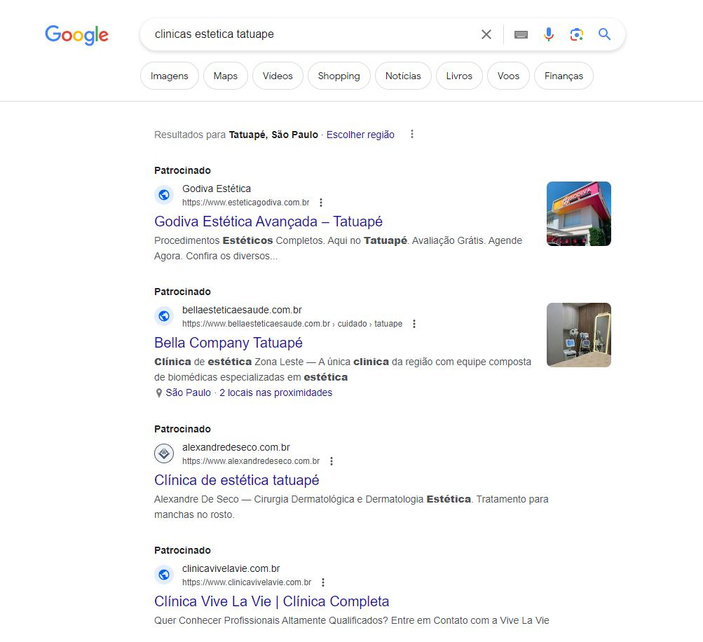 Google
clinicas estetica tatuape
Imagens
Maps
Vídeos
Shopping
Notícias
Livros
Voos
Finanças
Resultados para Tatuapé, São Paulo · Escolher região
Patrocinado
Godiva Estética
https://www.esteticagodiva.com.br
Godiva Estética Avançada – Tatuapé
Procedimentos Estéticos Completos. Aqui no Tatuapé. Avaliação Grátis. Agende
Agora. Confira os diversos...
Patrocinado
bellaesteticaesaude.com.br
https://www.bellaesteticaesaude.com.br › cuidado › tatuape
Bella Company Tatuapé
Clínica de estética Zona Leste — A única clinica da região com equipe composta
de biomédicas especializadas em estética
São Paulo · 2 locais nas proximidades
Patrocinado
alexandredeseco.com.br
https://www.alexandredeseco.com.br
Clínica de estética tatuapé
Alexandre De Seco — Cirurgia Dermatológica e Dermatologia Estética. Tratamento para
manchas no rosto.
Patrocinado
clinicavivelavie.com.br
https://www.clinicavivelavie.com.br
Clínica Vive La Vie | Clínica Completa
Quer Conhecer Profissionais Altamente Qualificados? Entre em Contato com a Vive La Vie